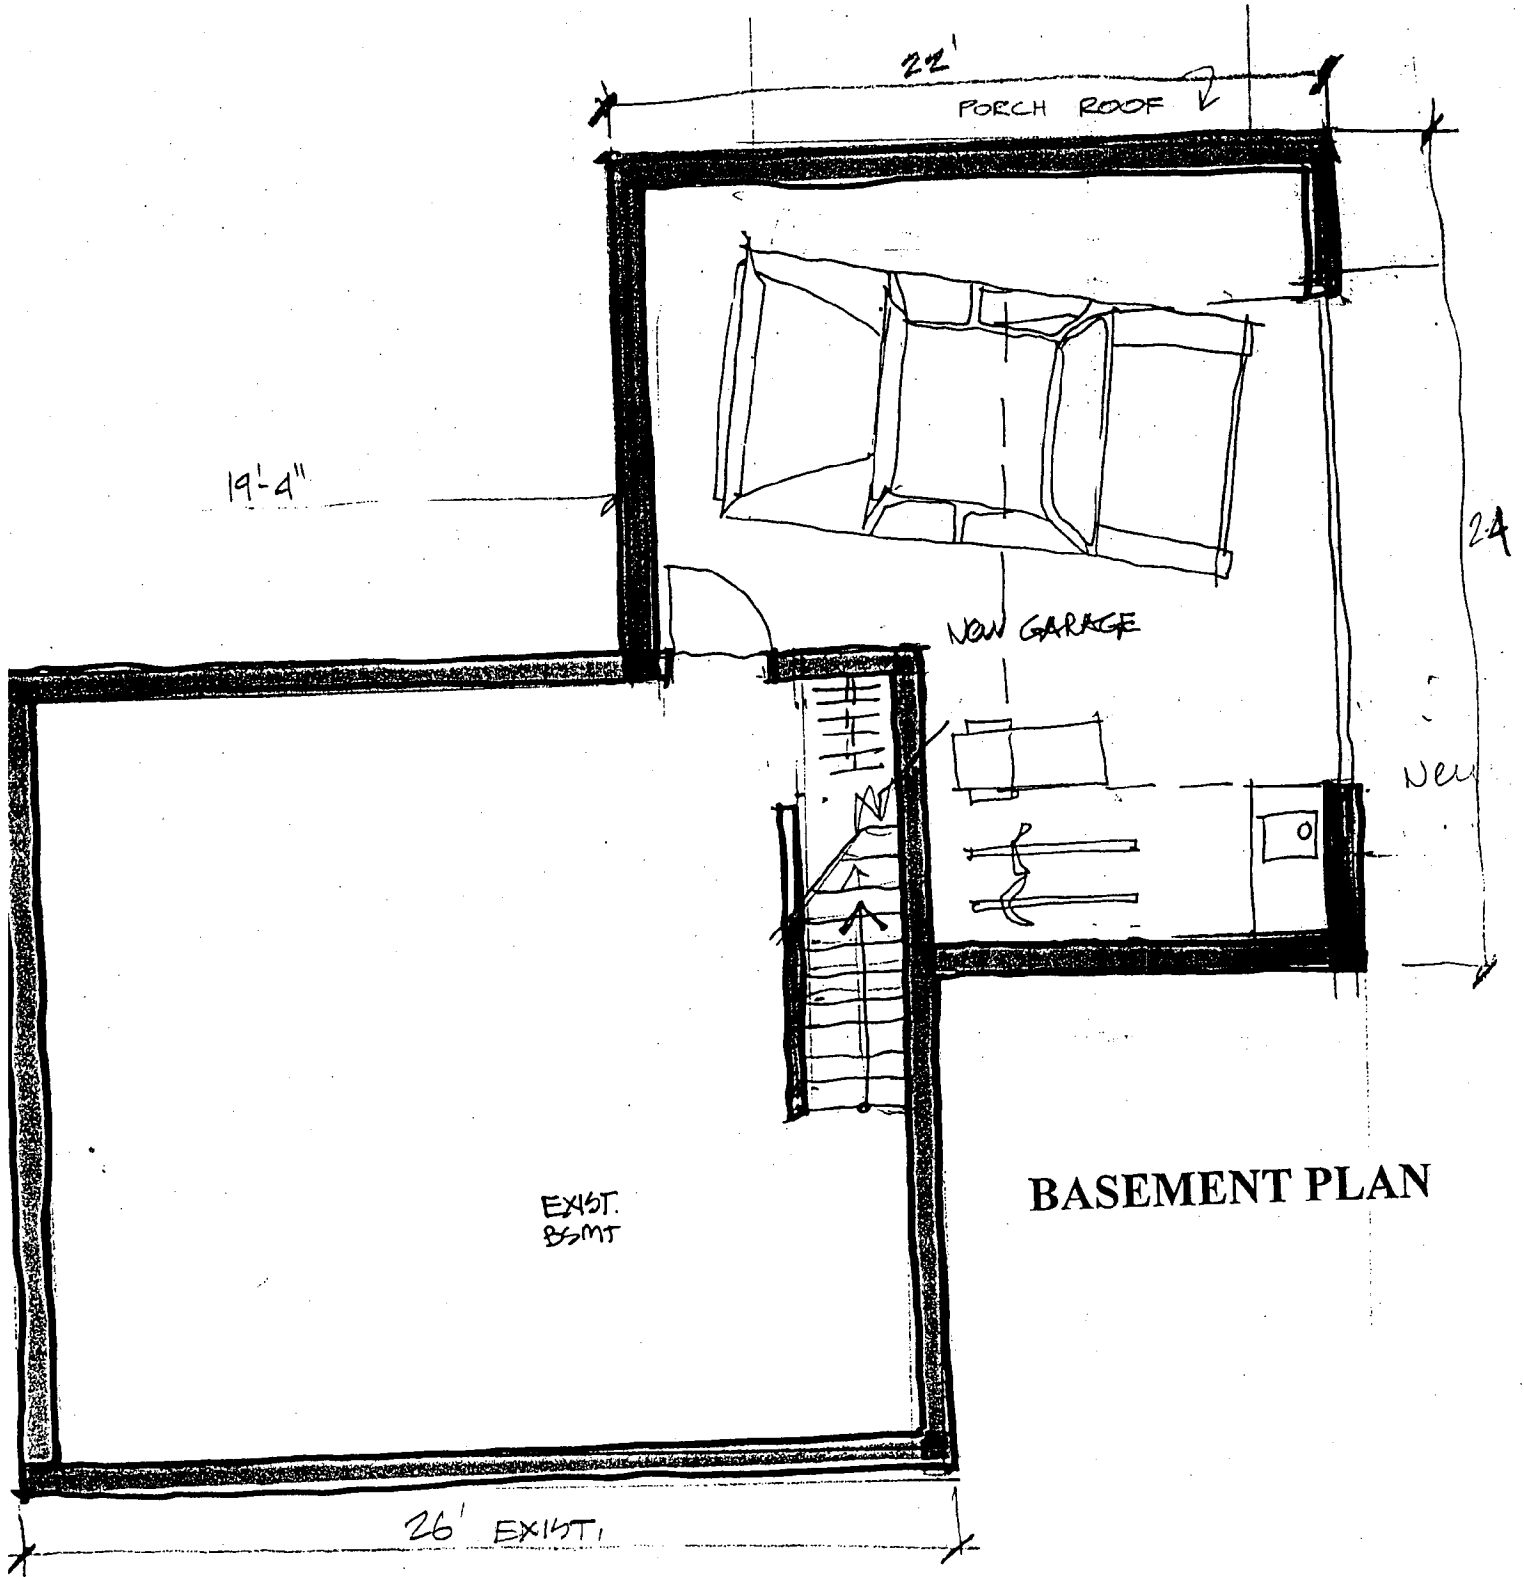 22'
PORCH ROOF
19'-4"
24
NEW GARAGE
New
EXIST.
BSMT
BASEMENT PLAN
26' EXIST.